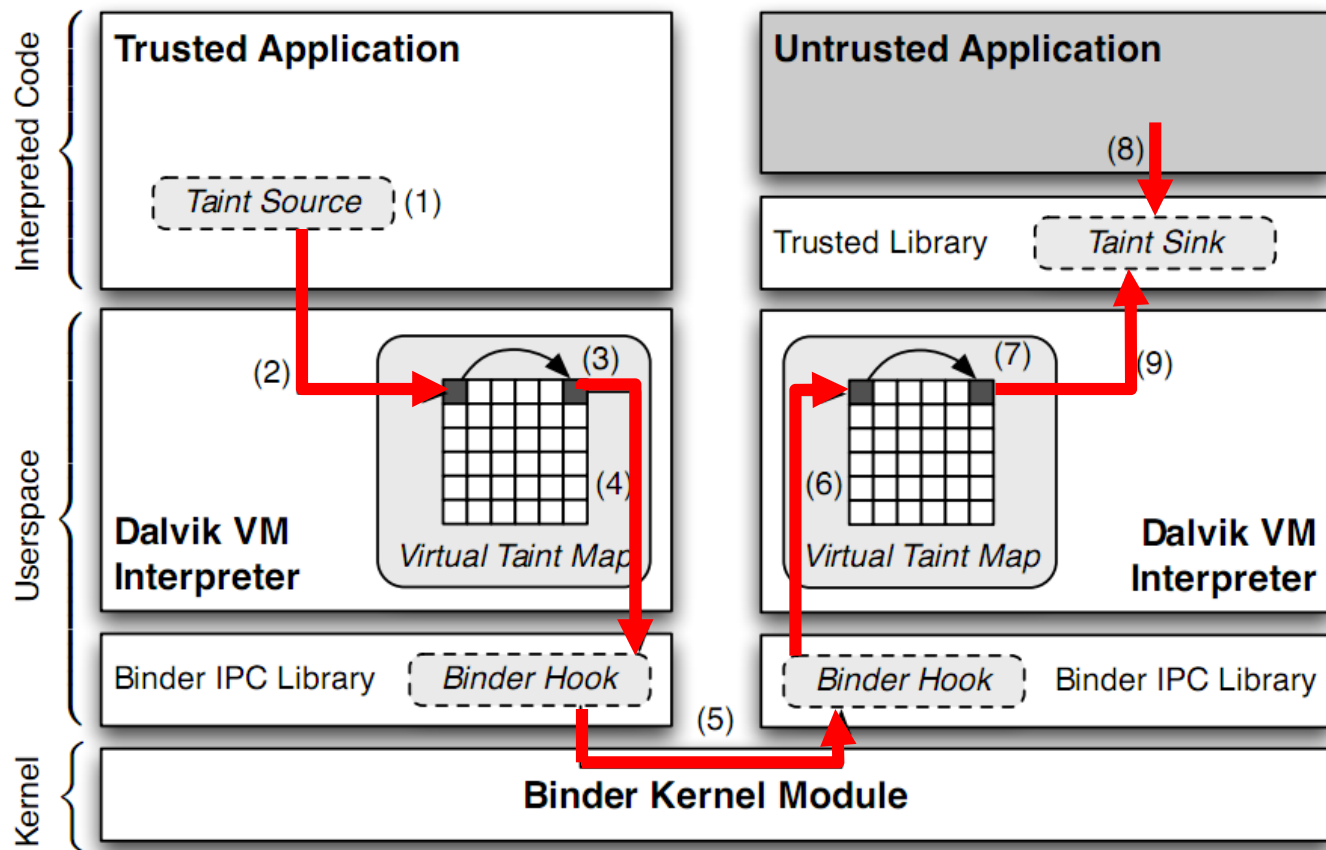 Interpreted Code
Trusted Application
Taint Source
(1)
Untrusted Application
(8)
Trusted Library
Taint Sink
Userspace
(2)
(3)
(4)
Virtual Taint Map
Dalvik VM
Interpreter
(7)
(9)
(6)
Virtual Taint Map
Dalvik VM
Interpreter
Binder IPC Library
Binder Hook
(5)
Binder Hook
Binder IPC Library
Kernel
Binder Kernel Module